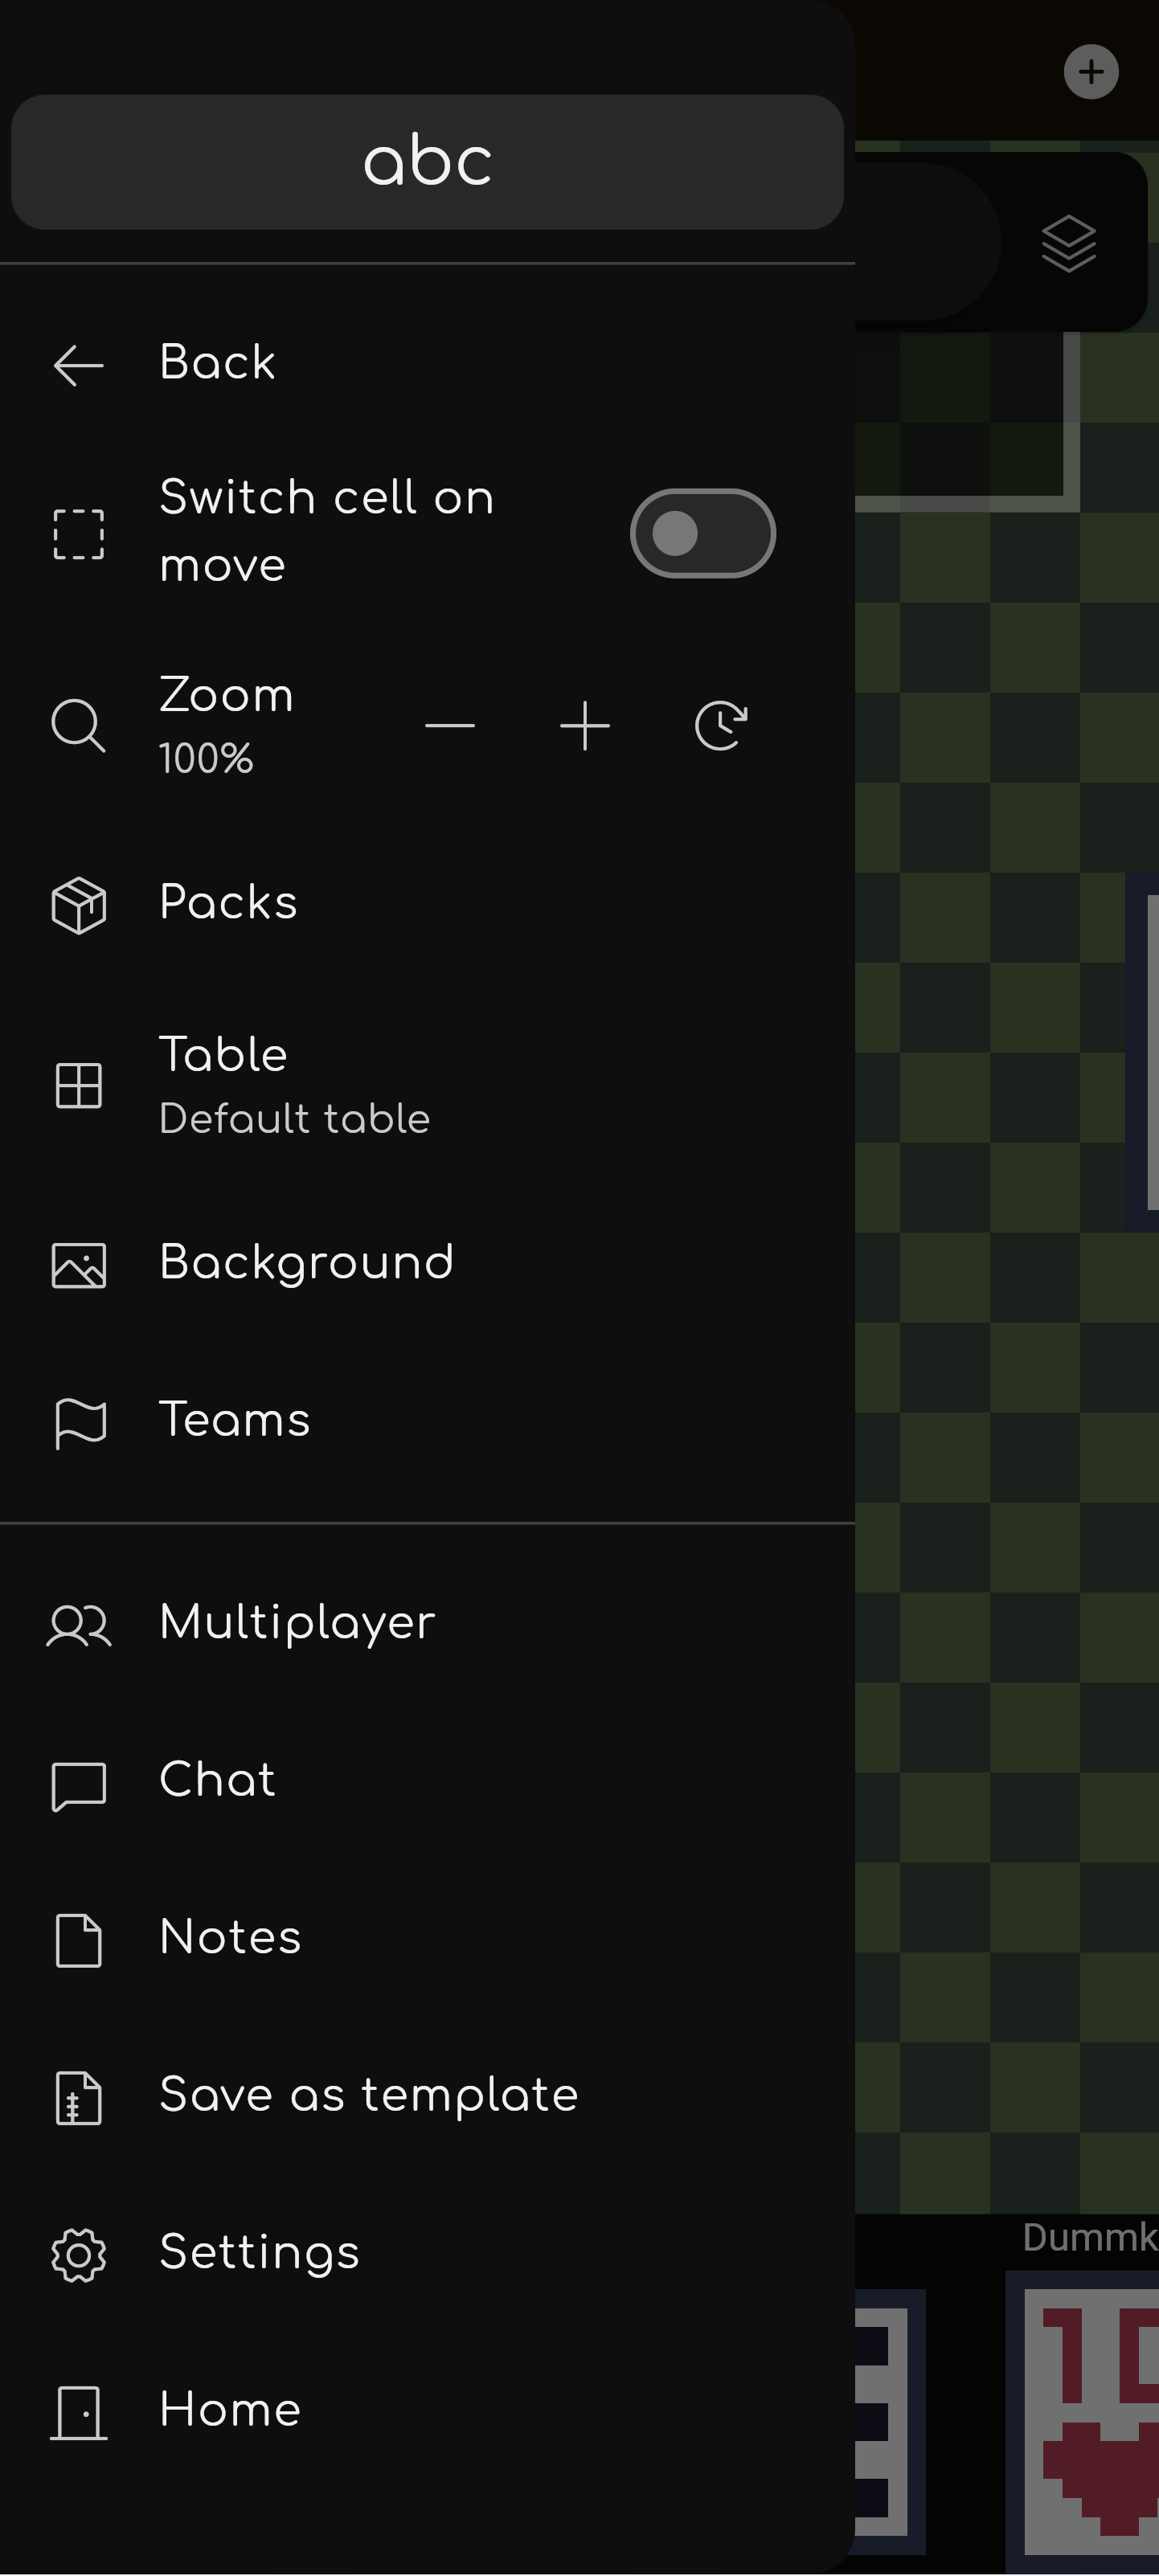 abc
Back
Switch cell on
move
Zoom
100%
Packs
Table
Default table
Background
Teams
Multiplayer
Chat
Notes
Save as template
Settings
Home
Dummk
10